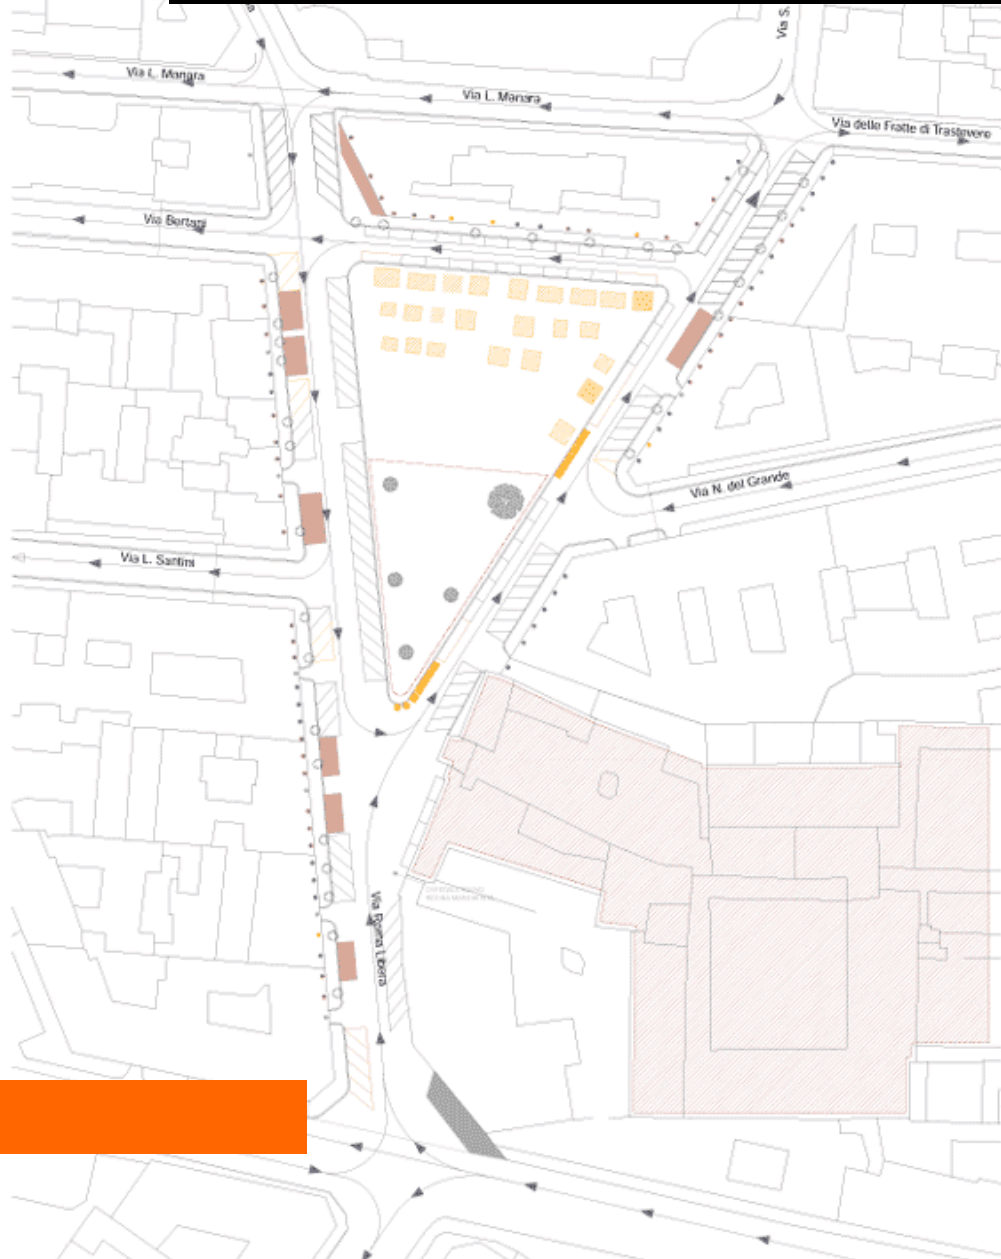 Via S.
Via L. Manara
Via L. Manara
Via delle Fratte di Trastevere
Via Bertani
Via N. del Grande
Via L. Santini
Via Roma Libera